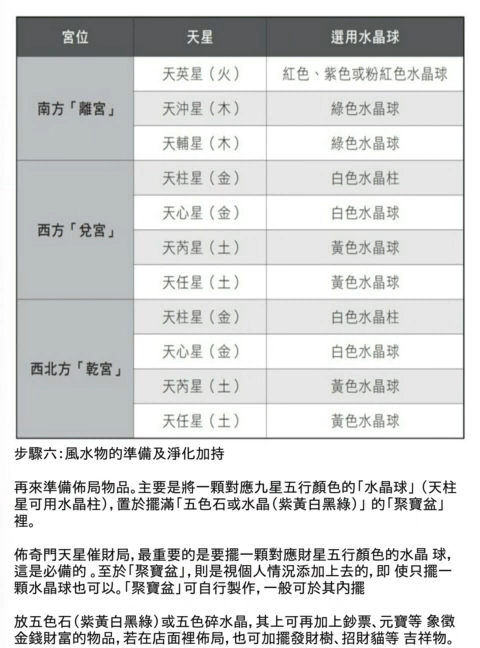 宮位 天星 選用水晶球
南方「離宮」 天英星（火） 紅色、紫色或粉紅色水晶球
天沖星（木） 綠色水晶球
天輔星（木） 綠色水晶球
西方「兌宮」 天柱星（金） 白色水晶柱
天心星（金） 白色水晶球
天芮星（土） 黃色水晶球
天任星（土） 黃色水晶球
西北方「乾宮」 天柱星（金） 白色水晶柱
天心星（金） 白色水晶球
天芮星（土） 黃色水晶球
天任星（土） 黃色水晶球
步驟六：風水物的準備及淨化加持
再來準備佈局物品。主要是將一顆對應九星五行顏色的「水晶球」（天柱
星可用水晶柱），置於擺滿「五色石或水晶（紫黃白黑綠）」的「聚寶盆」
裡。
佈奇門天星催財局，最重要的是要擺一顆對應財星五行顏色的水晶 球，
這是必備的 。至於「聚寶盆」，則是視個人情況添加上去的，即 使只擺一
顆水晶球也可以。「聚寶盆」可自行製作，一般可於其內擺
放五色石（紫黃白黑綠）或五色碎水晶，其上可再加上鈔票、元寶等 象徵
金錢財富的物品，若在店面裡佈局，也可加擺發財樹、招財貓等 吉祥物。